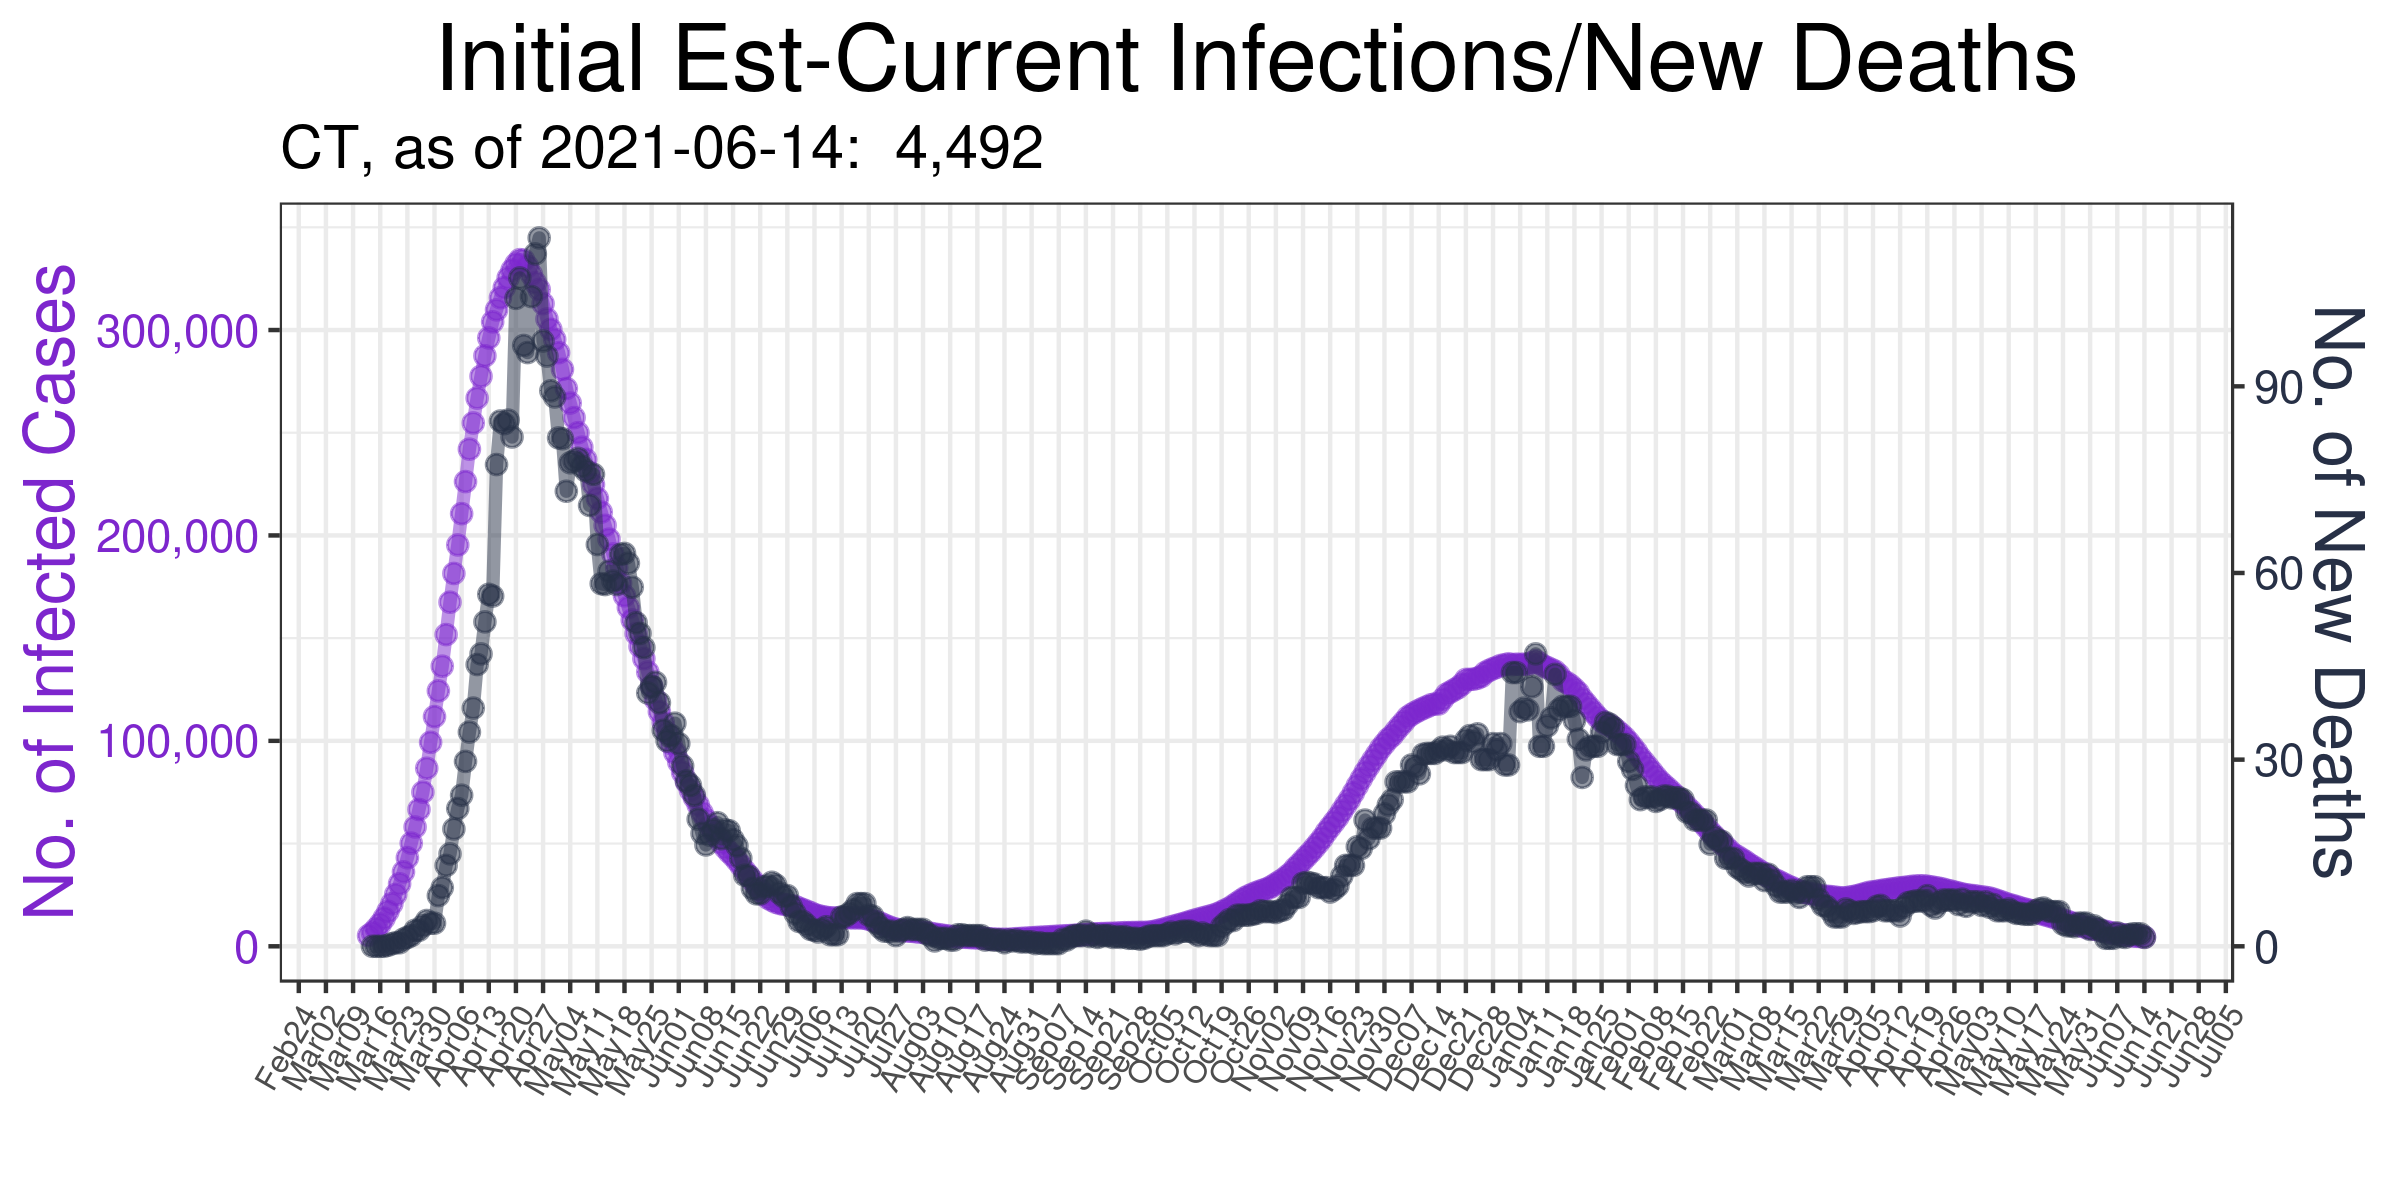 Initial Est-Current Infections/New Deaths
CT, as of 2021-06-14:  4,492
No. of Infected Cases
300,000
200,000
100,000
0
90
60
30
0
No. of New Deaths
Feb24
Mar02
Mar09
Mar16
Mar23
Mar30
Apr06
Apr13
Apr20
Apr27
May04
May11
May18
May25
Jun01
Jun08
Jun15
Jun22
Jun29
Jul06
Jul13
Jul20
Jul27
Aug03
Aug10
Aug17
Aug24
Aug31
Sep07
Sep14
Sep21
Sep28
Oct05
Oct12
Oct19
Oct26
Nov02
Nov09
Nov16
Nov23
Nov30
Dec07
Dec14
Dec21
Dec28
Dec04
Jan11
Jan18
Jan25
Feb01
Feb08
Feb15
Feb22
Mar01
Mar08
Mar15
Mar22
Mar29
Apr05
Apr12
Apr19
Apr26
May03
May10
May17
May24
May31
Jun07
Jun14
Jun21
Jun28
Jul05